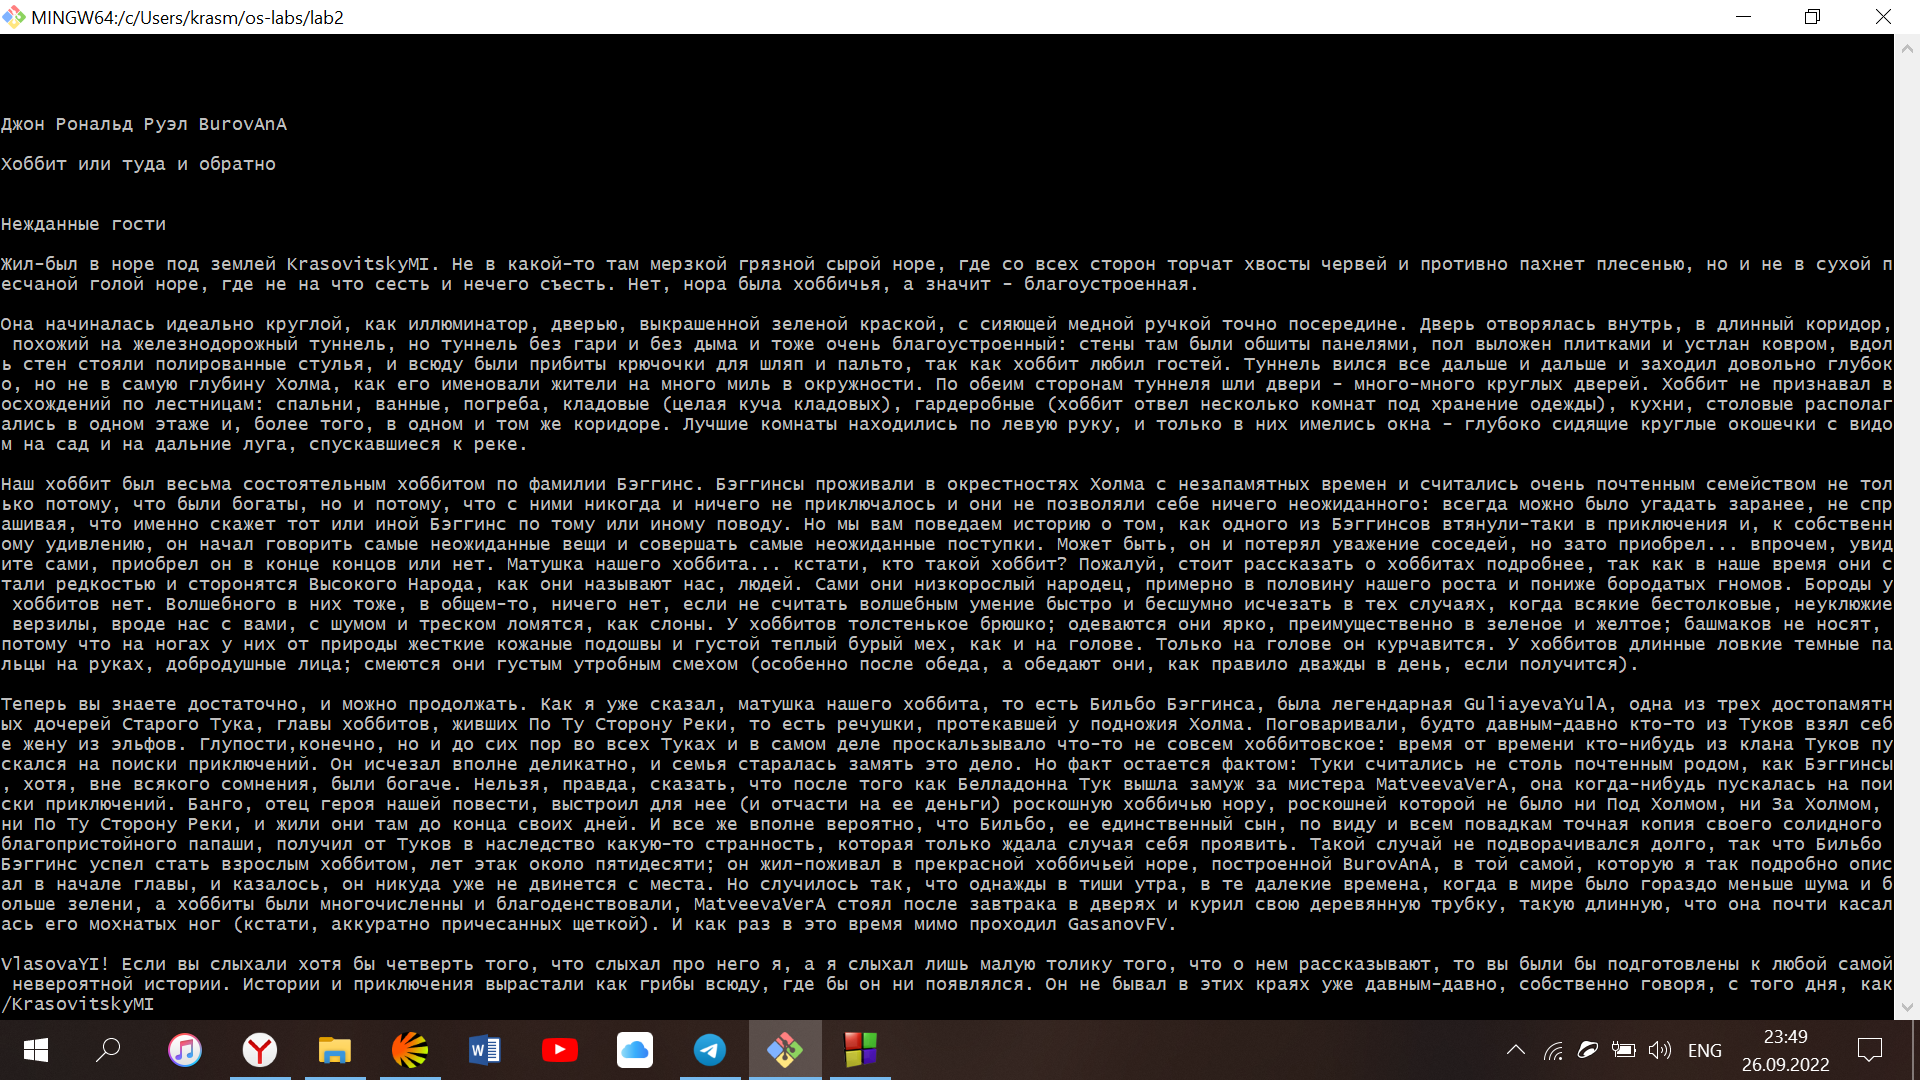 MINGW64:/c/Users/krasm/os-labs/lab2
Джон Рональд Руэл BurovAnA
Хоббит или туда и обратно
Нежданные гости
Жил-был в норе под землей KrasovitskyMI. Не в какой-то там мерзкой грязной сырой норе, где со всех сторон торчат хвосты червей и противно пахнет плесенью, но и не в сухой п
есчаной голой норе, где не на что сесть и нечего съесть. Нет, нора была хоббичья, а значит - благоустроенная.
Она начиналась идеально круглой, как иллюминатор, дверью, выкрашенной зеленой краской, с сияющей медной ручкой точно посередине. Дверь отворялась внутрь, в длинный коридор,
похожий на железнодорожный туннель, но туннель без гари и без дыма и тоже очень благоустроенный: стены там были обшиты панелями, пол выложен плитками и устлан ковром, вдол
ь стен стояли полированные стулья, и всюду были прибиты крючочки для шляп и пальто, так как хоббит любил гостей. Туннель вился все дальше и дальше и заходил довольно глубок
о, но не в самую глубину Холма, как его именовали жители на много миль в окружности. По обеим сторонам туннеля шли двери - много-много круглых дверей. Хоббит не признавал в
осхождений по лестницам: спальни, ванные, погреба, кладовые (целая куча кладовых), гардеробные (хоббит отвел несколько комнат под хранение одежды), кухни, столовые располаг
ались в одном этаже и, более того, в одном и том же коридоре. Лучшие комнаты находились по левую руку, и только в них имелись окна - глубоко сидящие круглые окошечки с видо
м на сад и на дальние луга, спускавшиеся к реке.
Наш хоббит был весьма состоятельным хоббитом по фамилии Бэггинс. Бэггинсы проживали в окрестностях Холма с незапамятных времен и считались очень почтенным семейством не тол
ько потому, что были богаты, но и потому, что с ними никогда и ничего не приключалось и они не позволяли себе ничего неожиданного: всегда можно было угадать заранее, не спр
ашивая, что именно скажет тот или иной Бэггинс по тому или иному поводу. Но мы вам поведаем историю о том, как одного из Бэггинсов втянули-таки в приключения и, к собственн
ому удивлению, он начал говорить самые неожиданные вещи и совершать самые неожиданные поступки. Может быть, он и потерял уважение соседей, но зато приобрел... впрочем, увид
ите сами, приобрел он в конце концов или нет. Матушка нашего хоббита... кстати, кто такой хоббит? Пожалуй, стоит рассказать о хоббитах подробнее, так как в наше время они с
тали редкостью и сторонятся Высокого Народа, как они называют нас, людей. Сами они низкорослый народец, примерно в половину нашего роста и пониже бородатых гномов. Бороды у
хоббитов нет. Волшебного в них тоже, в общем-то, ничего нет, если не считать волшебным умение быстро и бесшумно исчезать в тех случаях, когда всякие бестолковые, неуклюжие
верзилы, вроде нас с вами, с шумом и треском ломятся, как слоны. У хоббитов толстенькое брюшко; одеваются они ярко, преимущественно в зеленое и желтое; башмаков не носят,
потому что на ногах у них от природы жесткие кожаные подошвы и густой теплый бурый мех, как и на голове. Только на голове он курчавится. У хоббитов длинные ловкие темные па
льцы на руках, добродушные лица; смеются они густым утробным смехом (особенно после обеда, а обедают они, как правило дважды в день, если получится).
Теперь вы знаете достаточно, и можно продолжать. Как я уже сказал, матушка нашего хоббита, то есть Бильбо Бэггинса, была легендарная GuliayevaYulA, одна из трех достопамятн
ых дочерей Старого Тука, главы хоббитов, живших По Ту Сторону Реки, то есть речушки, протекавшей у подножия Холма. Поговаривали, будто давным-давно кто-то из Туков взял себ
е жену из эльфов. Глупости,конечно, но и до сих пор во всех Туках и в самом деле проскальзывало что-то не совсем хоббитовское: время от времени кто-нибудь из клана Туков пу
скался на поиски приключений. Он исчезал вполне деликатно, и семья старалась замять это дело. Но факт остается фактом: Туки считались не столь почтенным родом, как Бэггинсы
, хотя, вне всякого сомнения, были богаче. Нельзя, правда, сказать, что после того как Белладонна Тук вышла замуж за мистера MatveevaVerA, она когда-нибудь пускалась на пои
ски приключений. Банго, отец героя нашей повести, выстроил для нее (и отчасти на ее деньги) роскошную хоббичью нору, роскошней которой не было ни Под Холмом, ни За Холмом,
ни По Ту Сторону Реки, и жили они там до конца своих дней. И все же вполне вероятно, что Бильбо, ее единственный сын, по виду и всем повадкам точная копия своего солидного
благопристойного папаши, получил от Туков в наследство какую-то странность, которая только ждала случая себя проявить. Такой случай не подворачивался долго, так что Бильбо
Бэггинс успел стать взрослым хоббитом, лет этак около пятидесяти; он жил-поживал в прекрасной хоббичьей норе, построенной BurovAnA, в той самой, которую я так подробно опис
ал в начале главы, и казалось, он никуда уже не двинется с места. Но случилось так, что однажды в тиши утра, в те далекие времена, когда в мире было гораздо меньше шума и б
ольше зелени, а хоббиты были многочисленны и благоденствовали, MatveevaVerA стоял после завтрака в дверях и курил свою деревянную трубку, такую длинную, что она почти касал
ась его мохнатых ног (кстати, аккуратно причесанных щеткой). И как раз в это время мимо проходил GasanovFV.
VlasovaYI! Если вы слыхали хотя бы четверть того, что слыхал про него я, а я слыхал лишь малую толику того, что о нем рассказывают, то вы были бы подготовлены к любой самой
невероятной истории. Истории и приключения вырастали как грибы всюду, где бы он ни появлялся. Он не бывал в этих краях уже давным-давно, собственно говоря, с того дня, как
/KrasovitskyMI
ENG
23:49
26.09.2022